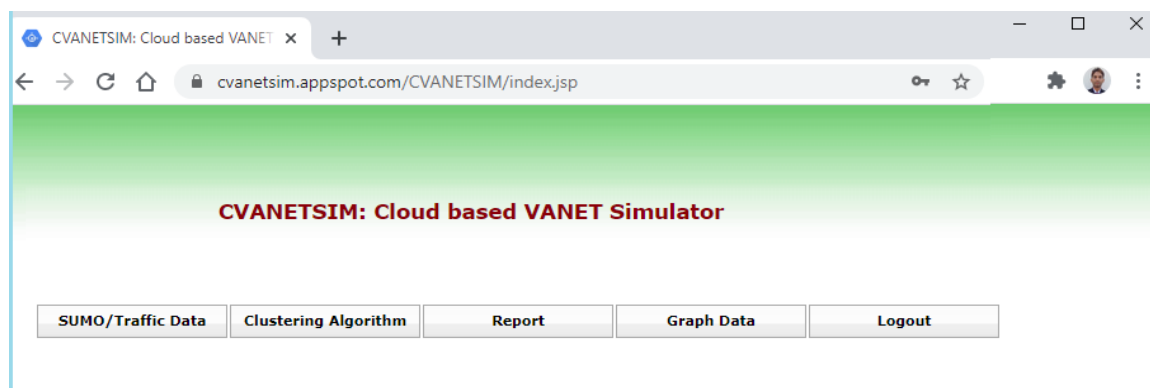 CVANETSIM: Cloud based VANET
cvanetsim.appspot.com/CVANETSIM/index.jsp
CVANETSIM: Cloud based VANET Simulator
SUMO/Traffic Data Clustering Algorithm Report Graph Data Logout